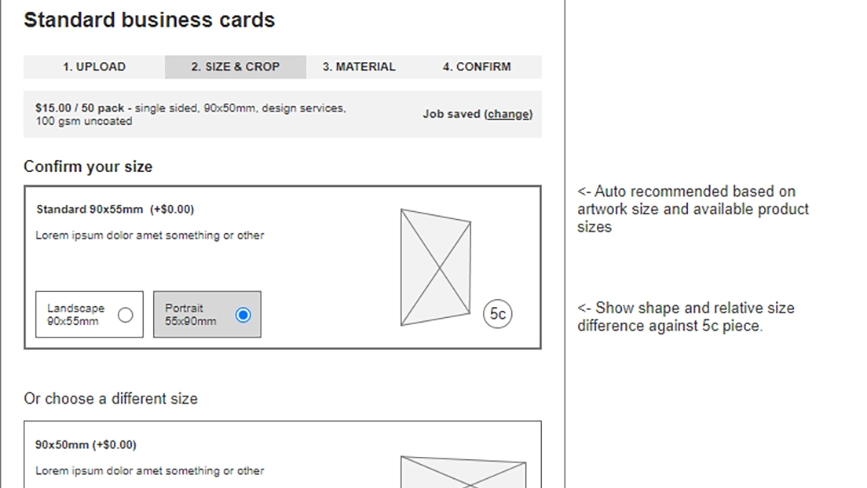 Standard business cards
1. UPLOAD 2. SIZE & CROP 3. MATERIAL 4. CONFIRM
$15.00 / 50 pack - single sided, 90x50mm, design services,
100 gsm uncoated
Job saved (change)
Confirm your size
Standard 90x55mm (+$0.00)
Lorem ipsum dolor amet something or other
Landscape
90x55mm
Portrait
55x90mm
5c
<- Auto recommended based on
artwork size and available product
sizes
<- Show shape and relative size
difference against 5c piece.
Or choose a different size
90x50mm (+$0.00)
Lorem ipsum dolor amet something or other